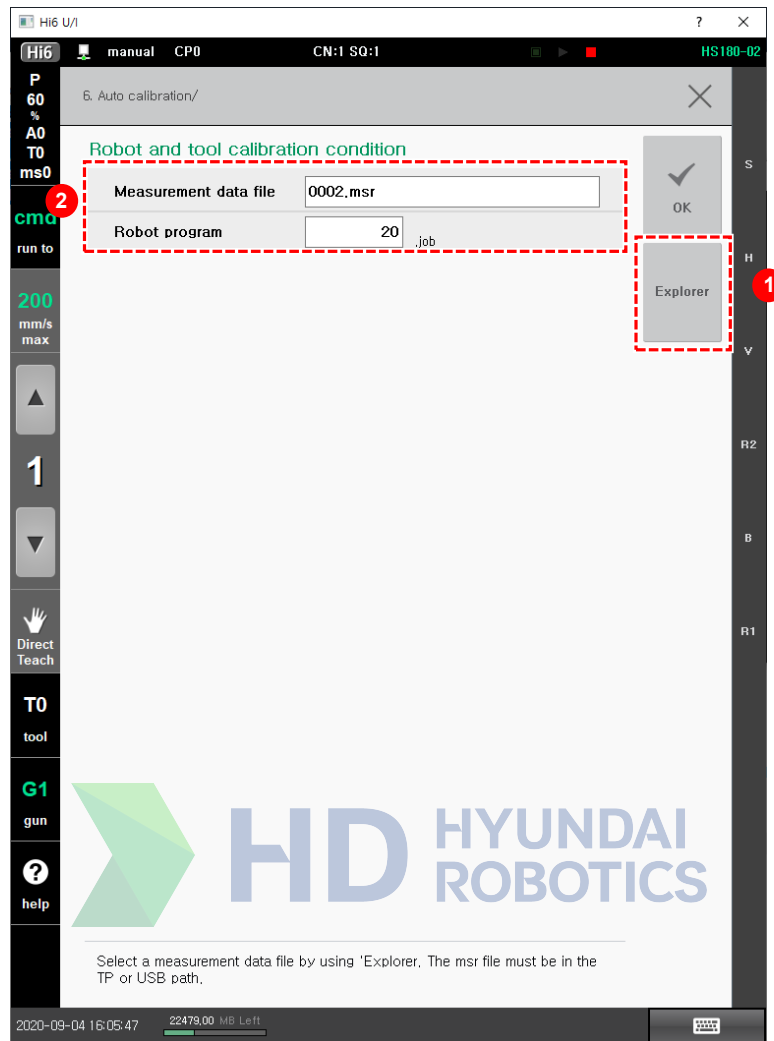 Hi6 U/I
? ×
Hi6 manual CP0 CN:1 SQ:1 HS180-02
P
60
%
A0
T0
ms0
6. Auto calibration/
Robot and tool calibration condition
2
Measurement data file 0002.msr
Robot program 20 .job
OK
Explorer
1
cmd
run to
200
mm/s
max
1
Direct
Teach
T0
tool
G1
gun
?
help
S
H
V
R2
B
R1
HD HYUNDAI
ROBOTICS
Select a measurement data file by using 'Explorer. The msr file must be in the
TP or USB path.
2020-09-04 16:05:47 22479.00 MB Left